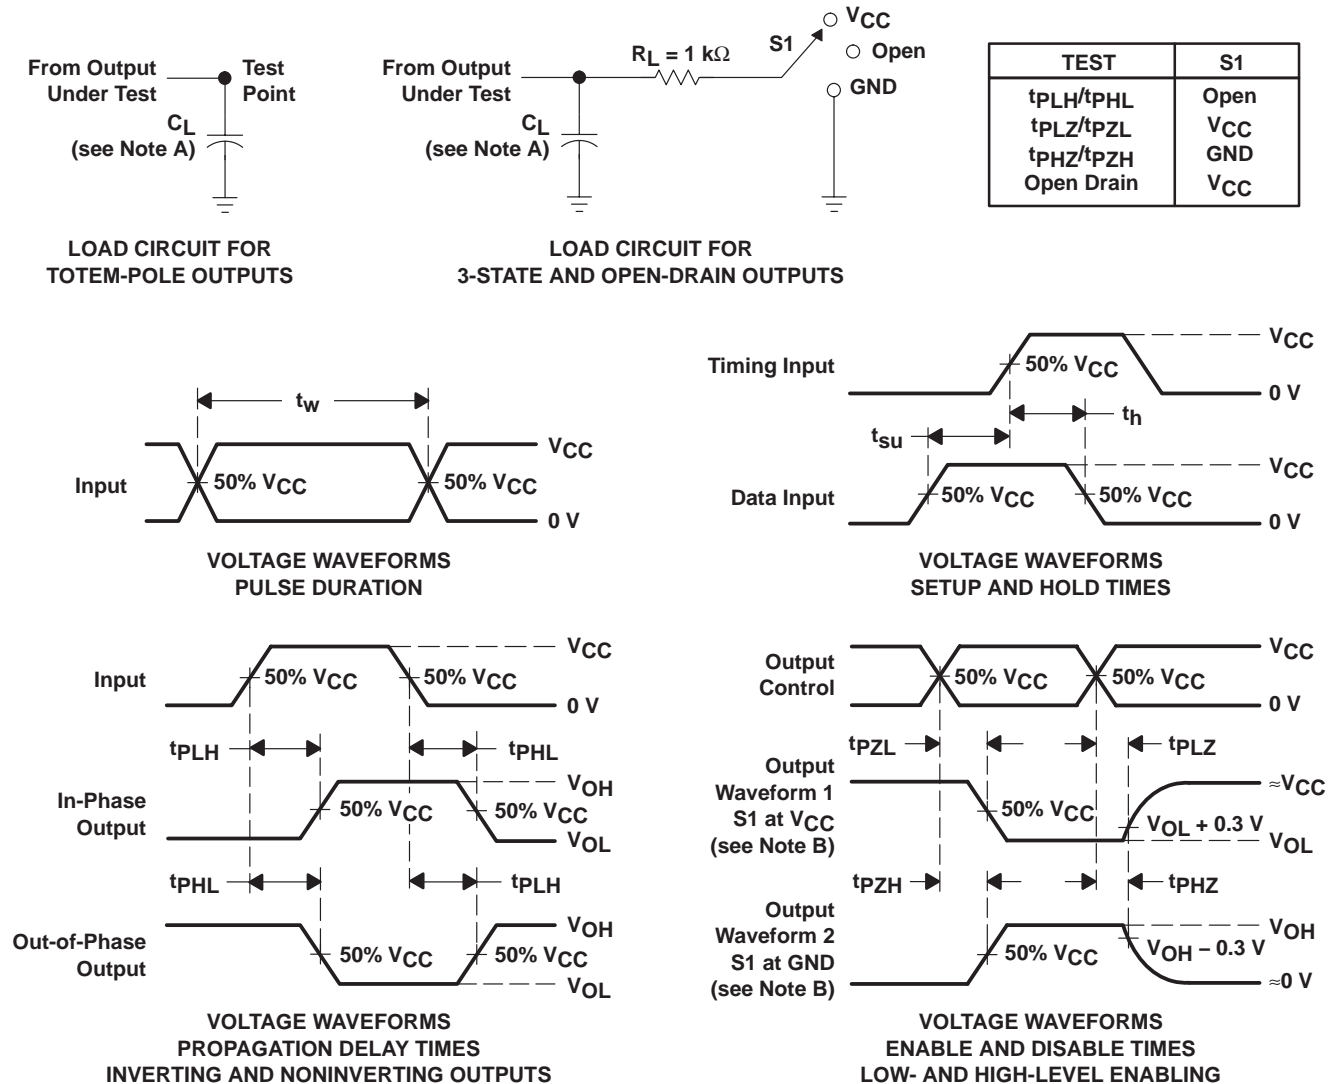 From Output
Under Test
Test
Point
CL
(see Note A)
LOAD CIRCUIT FOR
TOTEM-POLE OUTPUTS
From Output
Under Test
CL
(see Note A)
RL = 1 kΩ
S1
VCC
Open
GND
LOAD CIRCUIT FOR
3-STATE AND OPEN-DRAIN OUTPUTS
TEST S1
tPLH/tPHL Open
tPLZ/tPZL VCC
tPHZ/tPZH GND
Open Drain VCC
tw
Input
50% VCC
50% VCC
VCC
0 V
VOLTAGE WAVEFORMS
PULSE DURATION
Timing Input
50% VCC
VCC
0 V
tsu
th
Data Input
50% VCC
50% VCC
VCC
0 V
VOLTAGE WAVEFORMS
SETUP AND HOLD TIMES
Input
50% VCC
50% VCC
VCC
0 V
tPLH
tPHL
In-Phase
Output
50% VCC
50% VCC
VOH
VOL
tPHL
tPLH
Out-of-Phase
Output
50% VCC
50% VCC
VOH
VOL
VOLTAGE WAVEFORMS
PROPAGATION DELAY TIMES
INVERTING AND NONINVERTING OUTPUTS
Output
Control
50% VCC
50% VCC
VCC
0 V
tPZL
tPLZ
Output
Waveform 1
S1 at VCC
(see Note B)
50% VCC
VOL + 0.3 V
≈VCC
VOL
tPZH
tPHZ
Output
Waveform 2
S1 at GND
(see Note B)
50% VCC
VOH − 0.3 V
VOH
≈0 V
VOLTAGE WAVEFORMS
ENABLE AND DISABLE TIMES
LOW- AND HIGH-LEVEL ENABLING